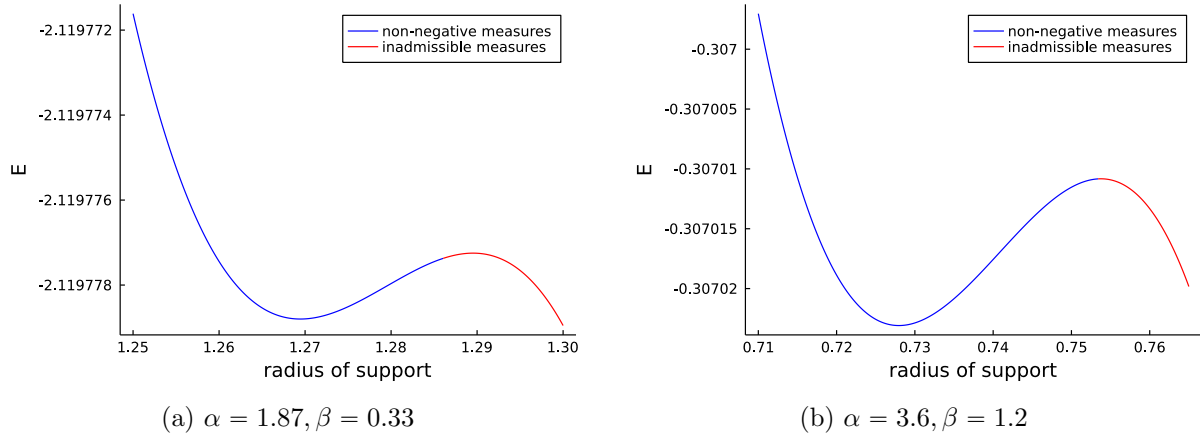 -2.119772
-2.119774
-2.119776
-2.119778
E
1.25 1.26 1.27 1.28 1.29 1.30
radius of support
non-negative measures
inadmissible measures
(a) α = 1.87, β = 0.33
-0.307
-0.307005
-0.30701
-0.307015
-0.30702
E
0.71 0.72 0.73 0.74 0.75 0.76
radius of support
non-negative measures
inadmissible measures
(b) α = 3.6, β = 1.2